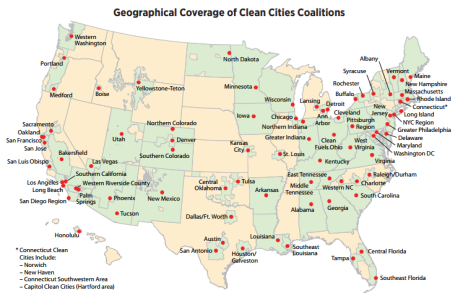 Geographical Coverage of Clean Cities Coalitions
Western
Washington
Portland
Medford
Boise
Yellowstone-Teton
North Dakota
Minnesota
Wisconsin
Iowa
Chicago
Northern Indiana
Greater Indiana
Lansing
Ann
Arbor
Detroit
Cleveland
Clean
Fuels Ohio
Pittsburgh
Region
West
Virginia
Buffalo
Rochester
Syracuse
Albany
Vermont
Maine
New Hampshire
Massachusetts
Rhode Island
Connecticut*
Long Island
NYC Region
New
Jersey
Greater Philadelphia
Delaware
Maryland
Washington DC
Virginia
Kentucky
Raleigh/Durham
Charlotte
South Carolina
Western NC
East Tennessee
Middle
Tennessee
Georgia
Alabama
Sacramento
Oakland
San Francisco
San Jose
Bakersfield
San Luis Obispo
Las Vegas
Southern California
Los Angeles
Long Beach
Western Riverside County
Palm
Springs
San Diego Region
Phoenix
Tucson
Utah
Northern Colorado
Denver
Southern Colorado
New Mexico
Kansas
City
St. Louis
Central
Oklahoma
Tulsa
Arkansas
Dallas/Ft. Worth
Austin
San Antonio
Houston/
Galveston
Louisiana
Southeast
Louisiana
Central Florida
Tampa
Southeast Florida
Honolulu
* Connecticut Clean
Cities Include:
– Norwich
– New Haven
– Connecticut Southwestern Area
– Capitol Clean Cities (Hartford area)